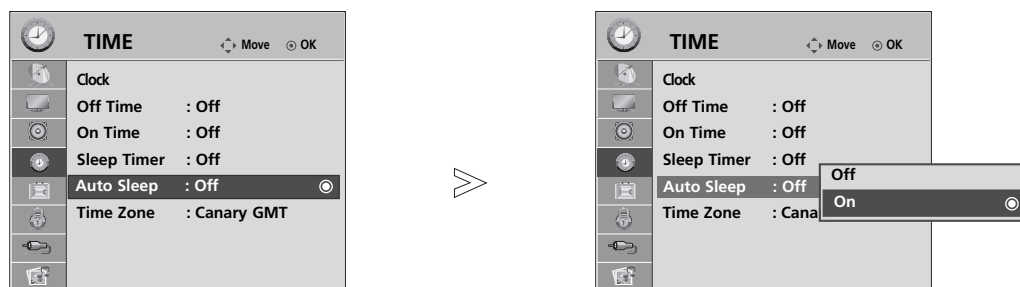 TIME
Move OK
Clock
Off Time : Off
On Time : Off
Sleep Timer : Off
Auto Sleep : Off
Time Zone : Canary GMT
TIME
Move OK
Clock
Off Time : Off
On Time : Off
Sleep Timer : Off
Auto Sleep : Off
Time Zone : Cana
Off
On